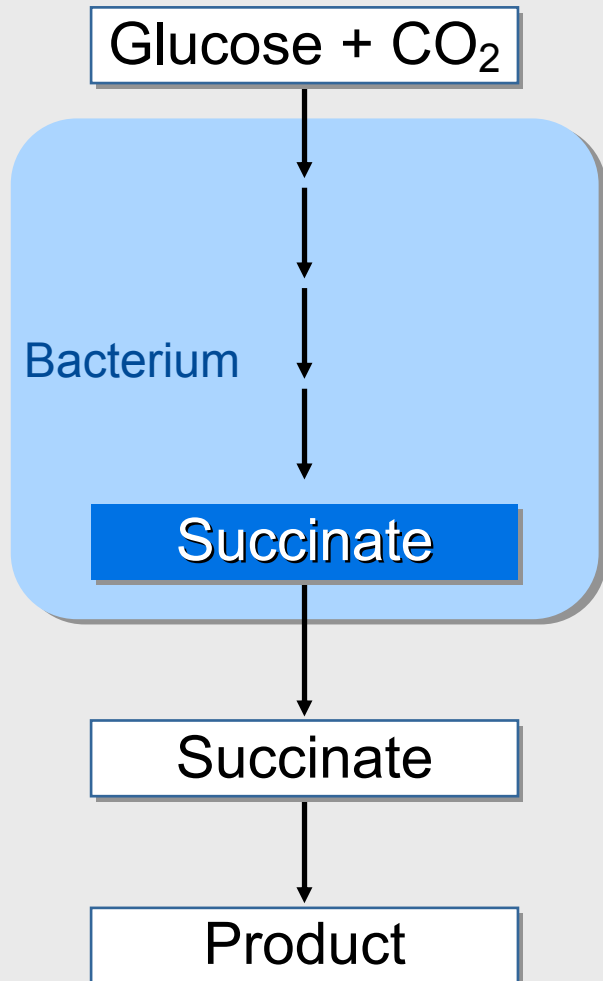 Glucose + CO₂
Bacterium
Succinate
Succinate
Product